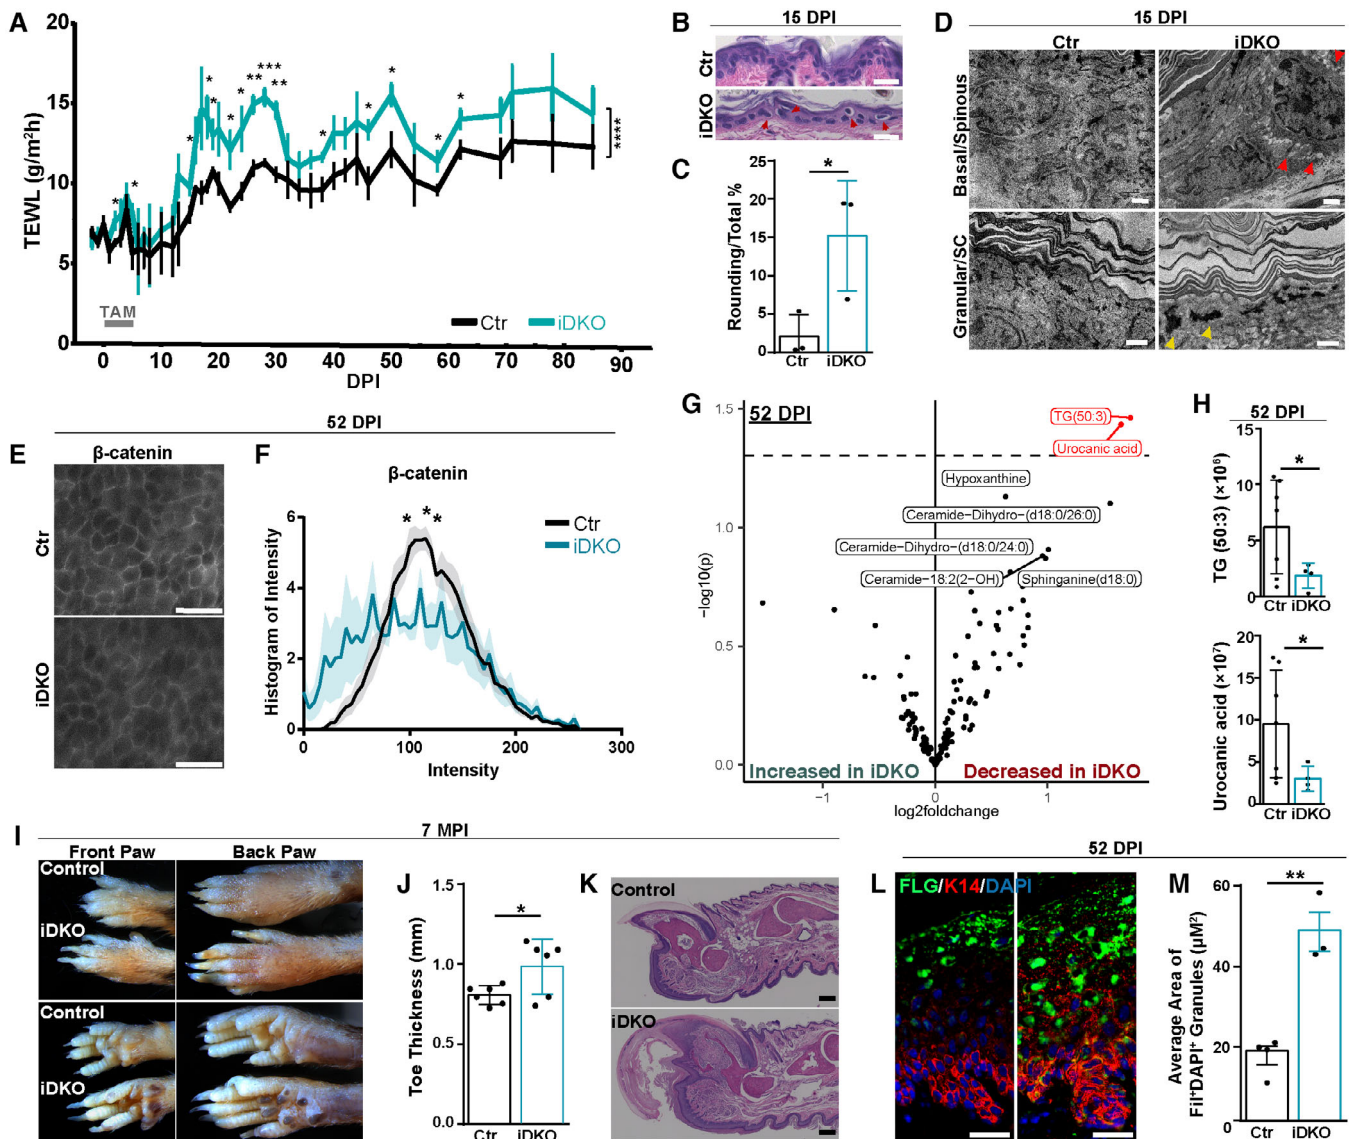 A
20
15
10
5
0
TEWL (g/m²h)
* * * * * ** *** ** * * * * *
****
TAM
Ctr
iDKO
0 10 20 30 40 50 60 70 80 90
DPI
B
15 DPI
Ctr
iDKO
C
25
20
15
10
5
0
Rounding/Total %
*
Ctr iDKO
D
15 DPI
Ctr iDKO
Basal/Spinous
Granular/SC
52 DPI
E
β-catenin
Ctr
iDKO
F
β-catenin
* * *
Ctr
iDKO
6
4
2
0
Histogram of Intensity
0 100 200 300
Intensity
G
52 DPI
1.5
1.0
0.5
0.0
−log10(p)
TG(50:3)
Urocanic acid
Hypoxanthine
Ceramide−Dihydro−(d18:0/26:0)
Ceramide−Dihydro−(d18:0/24:0)
Ceramide−18:2(2−OH)
Sphinganine(d18:0)
Increased in iDKO Decreased in iDKO
−1 0 1
log2foldchange
H
52 DPI
15
10
5
0
TG (50:3) (×10⁶)
*
Ctr iDKO
20
15
10
5
0
Urocanic acid (×10⁷)
*
Ctr iDKO
7 MPI
I
Front Paw Back Paw
Control
iDKO
Control
iDKO
J
1.5
1.0
0.5
0.0
Toe Thickness (mm)
*
Ctr iDKO
K
Control
iDKO
52 DPI
L
FLG/K14/DAPI
M
60
40
20
0
Average Area of
Fil⁺DAPI⁺ Granules (µM²)
**
Ctr iDKO